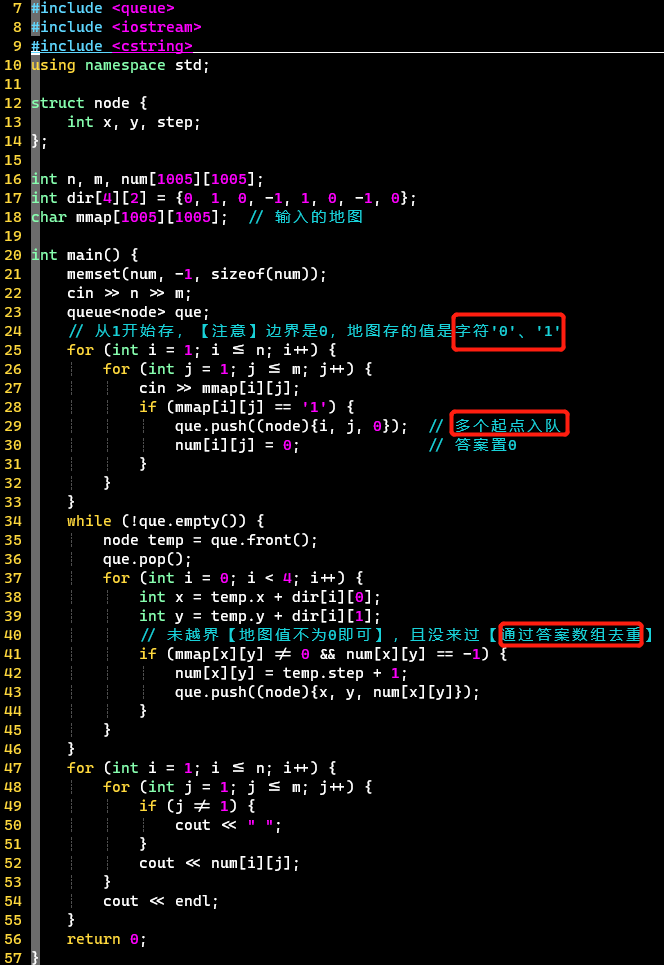 7 #include <queue>
8 #include <iostream>
9 #include <cstring>
10 using namespace std;
11
12 struct node {
13     int x, y, step;
14 };
15
16 int n, m, num[1005][1005];
17 int dir[4][2] = {0, 1, 0, -1, 1, 0, -1, 0};
18 char mmap[1005][1005];  // 输入的地图
19
20 int main() {
21     memset(num, -1, sizeof(num));
22     cin >> n >> m;
23     queue<node> que;
24     // 从1开始存，【注意】边界是0，地图存的值是字符'0'、'1'
25     for (int i = 1; i <= n; i++) {
26         for (int j = 1; j <= m; j++) {
27             cin >> mmap[i][j];
28             if (mmap[i][j] == '1') {
29                 que.push((node){i, j, 0});  // 多个起点入队
30                 num[i][j] = 0;              // 答案置0
31             }
32         }
33     }
34     while (!que.empty()) {
35         node temp = que.front();
36         que.pop();
37         for (int i = 0; i < 4; i++) {
38             int x = temp.x + dir[i][0];
39             int y = temp.y + dir[i][1];
40             // 未越界【地图值不为0即可】，且没来过【通过答案数组去重】
41             if (mmap[x][y] != 0 && num[x][y] == -1) {
42                 num[x][y] = temp.step + 1;
43                 que.push((node){x, y, num[x][y]});
44             }
45         }
46     }
47     for (int i = 1; i <= n; i++) {
48         for (int j = 1; j <= m; j++) {
49             if (j != 1) {
50                 cout << " ";
51             }
52             cout << num[i][j];
53         }
54         cout << endl;
55     }
56     return 0;
57 }